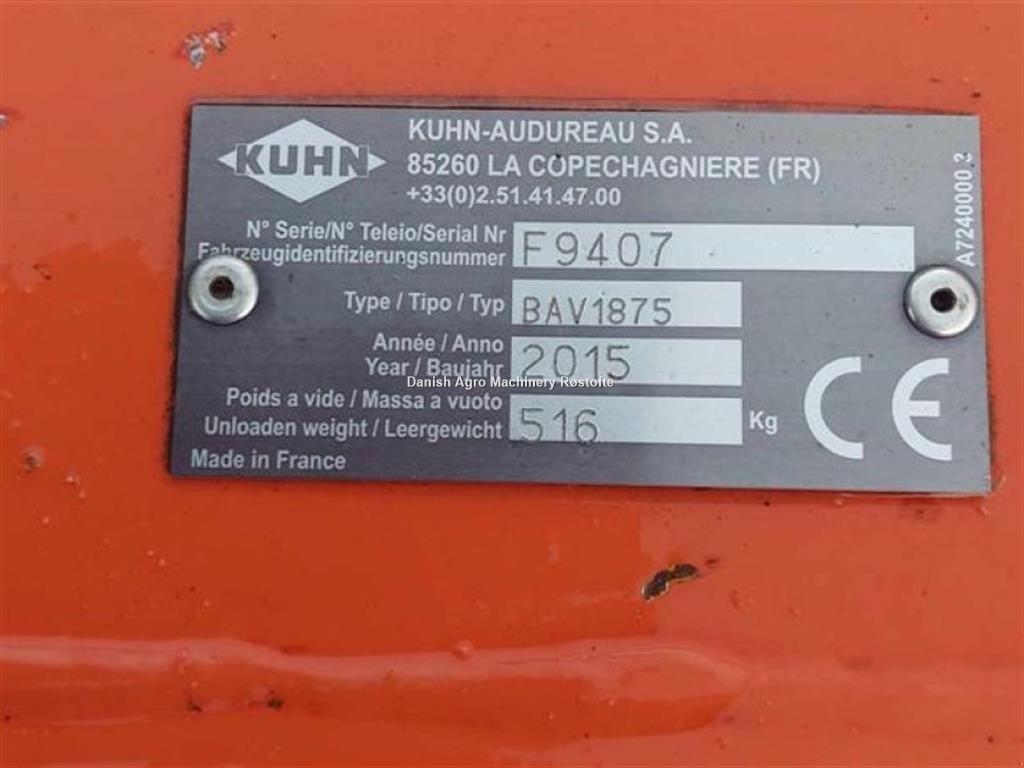 KUHN
KUHN-AUDUREAU S.A.
85260 LA COPECHAGNIERE (FR)
+33(0)2.51.41.47.00
N° Serie/N° Teleio/Serial Nr
Fahrzeugidentifizierungsnummer
F9407
Type / Tipo / Typ
BAV1875
Année / Anno
Year / Baujahr
2015
Danish Agro Machinery Røstofte
Poids a vide / Massa a vuoto
Unloaden weight / Leergewicht
516
Kg
CE
Made in France
A7240000 3